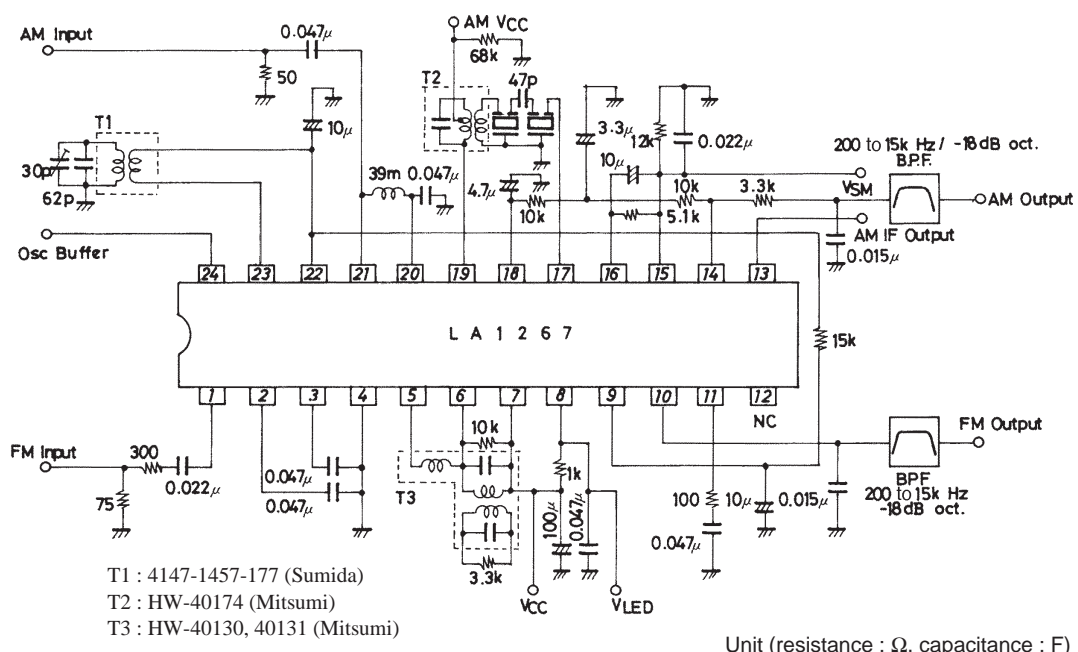 AM VCC
AM Input
0.047μ
68k
50
T2
47p
T1
10μ
3.3μ
12k
0.022μ
200 to 15k Hz / -18dB oct.
B.P.F.
30p
62p
39m
0.047μ
4.7μ
10μ
10k
10k
5.1k
3.3k
VSM
AM Output
AM IF Output
0.015μ
Osc Buffer
24 23 22 21 20 19 18 17 16 15 14 13
LA1267
15k
1 2 3 4 5 6 7 8 9 10 11 12
NC
FM Input
300
0.022μ
75
0.047μ
0.047μ
10k
T3
3.3k
1k
100μ
0.047μ
VCC
VLED
100
0.047μ
10μ
0.015μ
FM Output
BPF
200 to 15k Hz
-18dB oct.
T1 : 4147-1457-177 (Sumida)
T2 : HW-40174 (Mitsumi)
T3 : HW-40130, 40131 (Mitsumi)
Unit (resistance : Ω, capacitance : F)